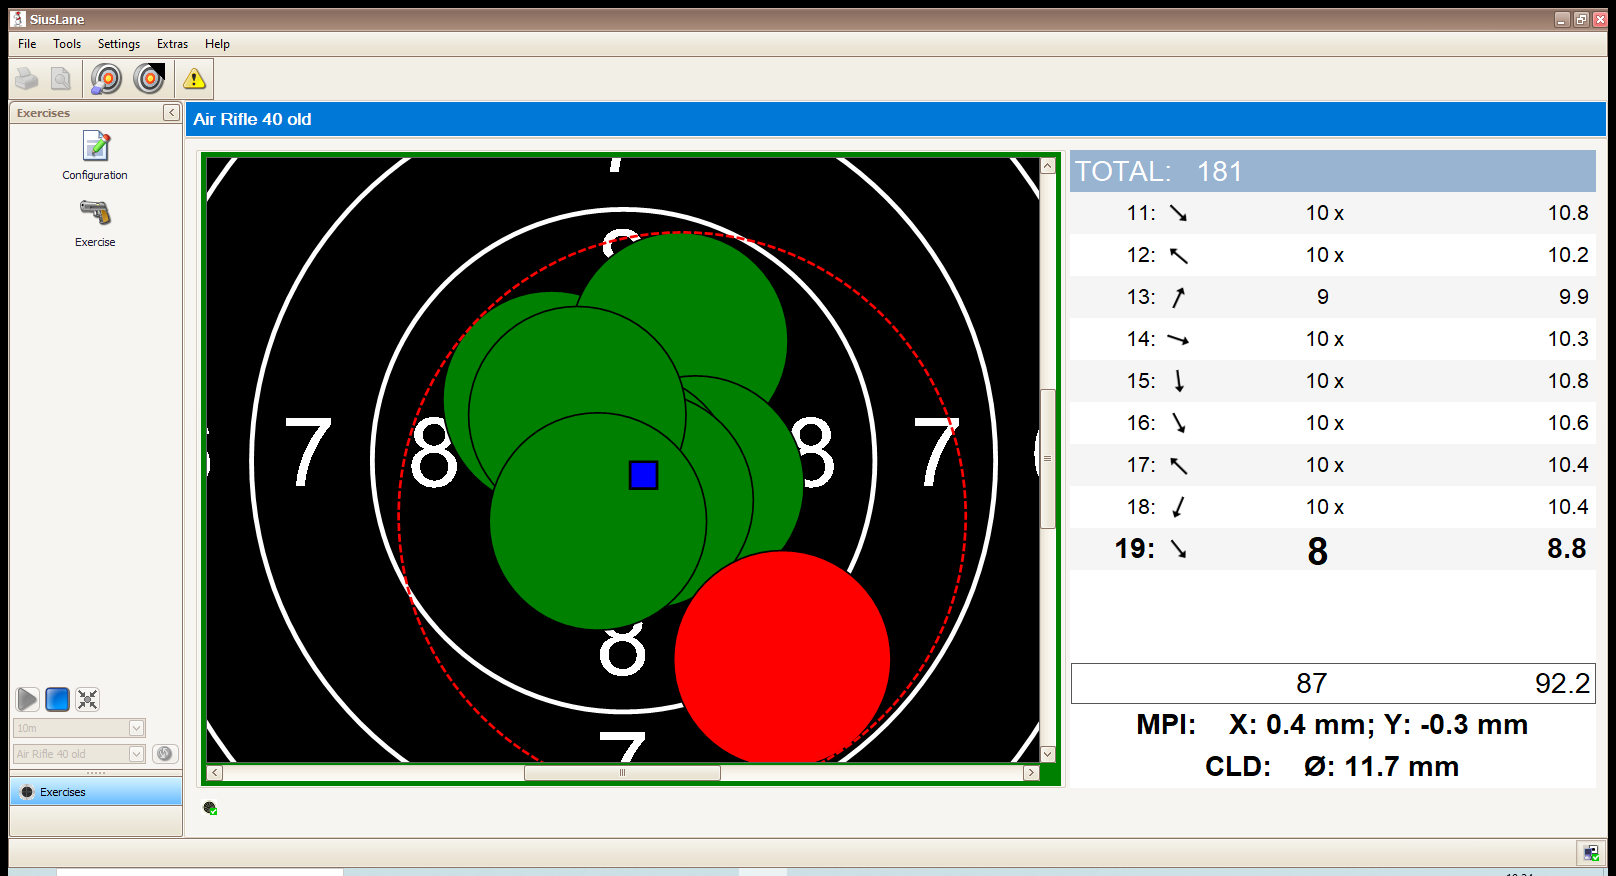 SiusLane
File Tools Settings Extras Help
Exercises
Configuration
Exercise
10m
Air Rifle 40 old
Exercises
Air Rifle 40 old
7
8
7 8 8 7
8
7
TOTAL: 181
11: 10 x 10.8
12: 10 x 10.2
13: 9 9.9
14: 10 x 10.3
15: 10 x 10.8
16: 10 x 10.6
17: 10 x 10.4
18: 10 x 10.4
19: 8 8.8
87 92.2
MPI: X: 0.4 mm; Y: -0.3 mm
CLD: Ø: 11.7 mm